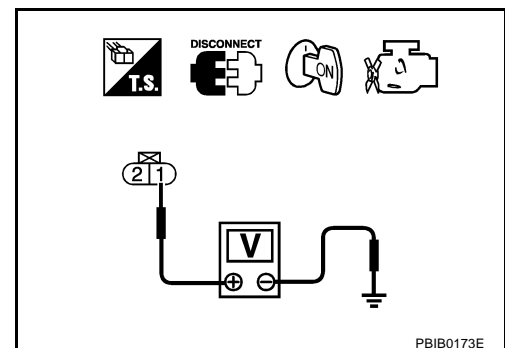 DISCONNECT
T.S.
ON
2 1
V
PBIB0173E